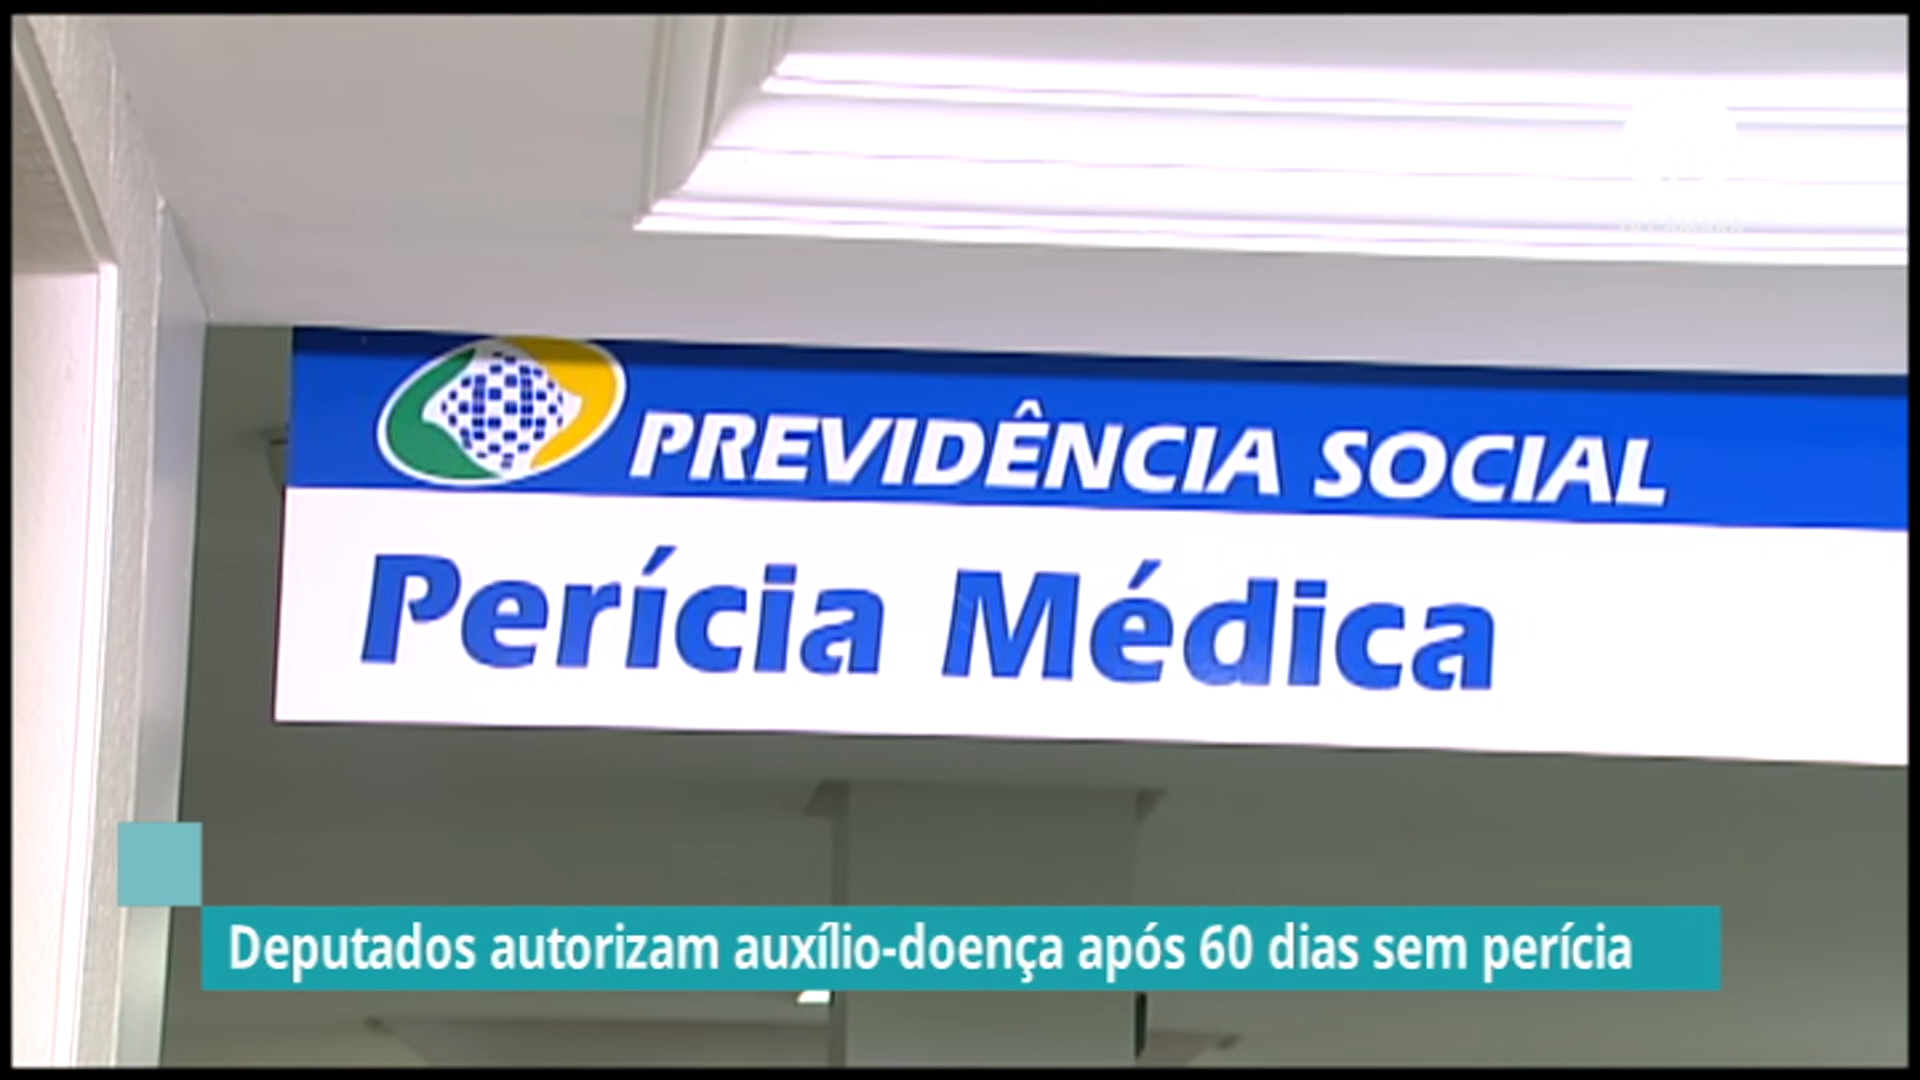 PREVIDÊNCIA SOCIAL
Perícia Médica
Deputados autorizam auxílio-doença após 60 dias sem perícia